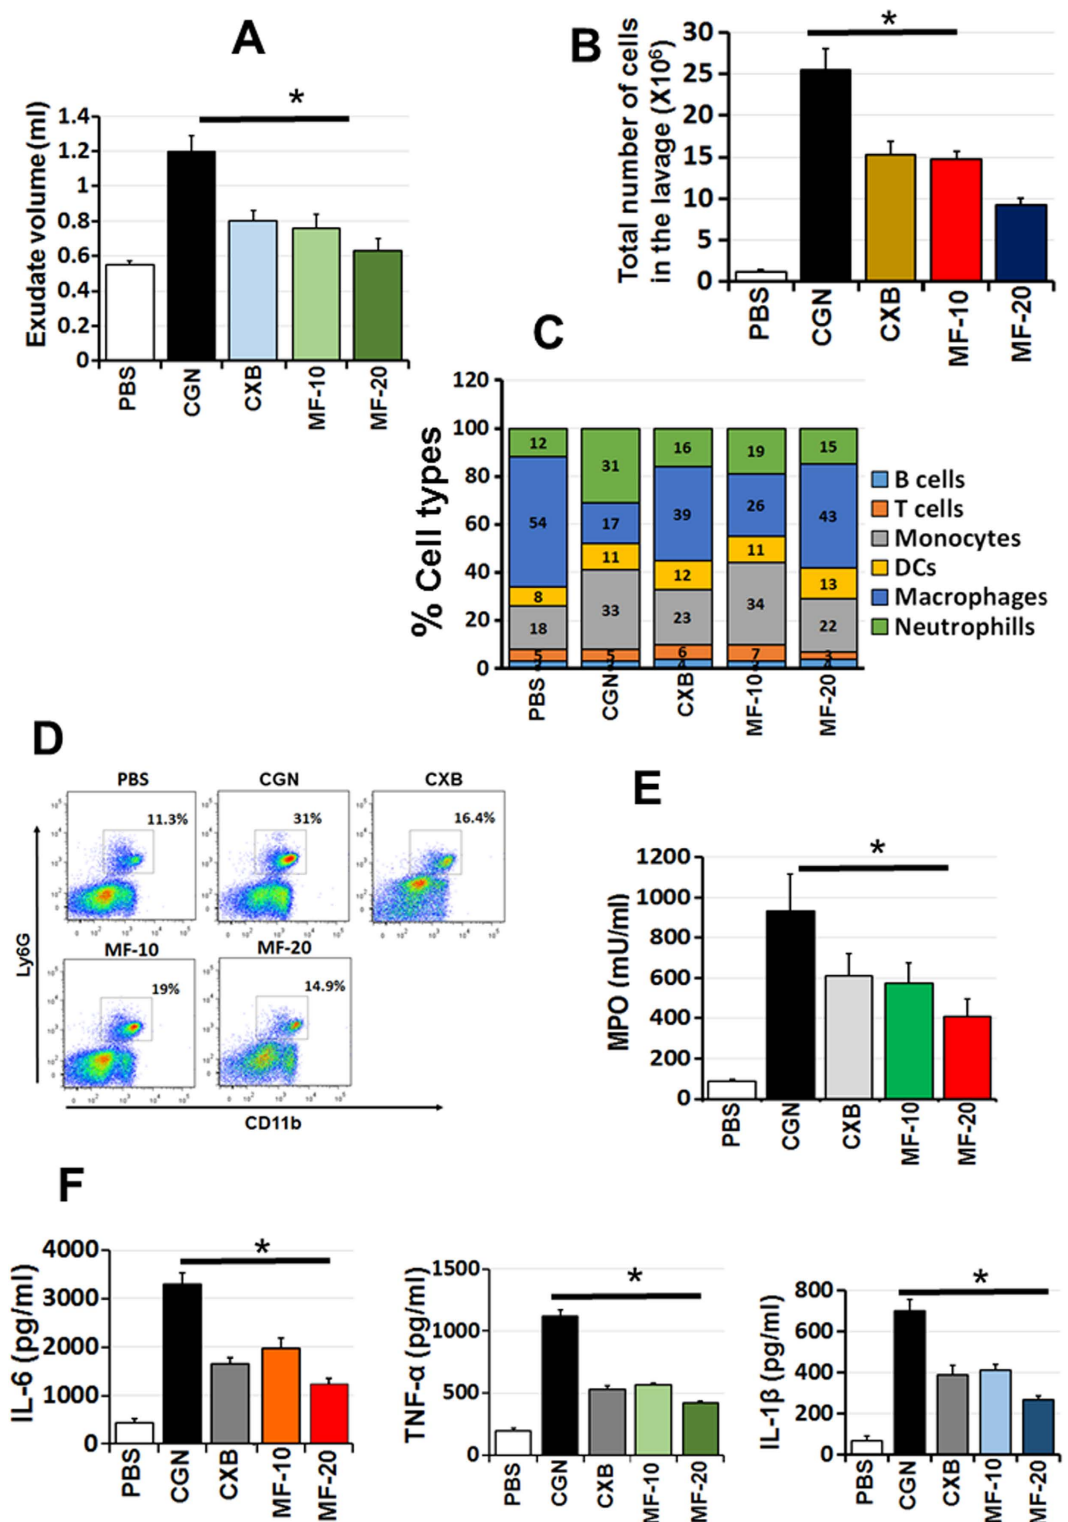 A
Exudate volume (ml)
1.4
1.2
1
0.8
0.6
0.4
0.2
0
*
PBS
CGN
CXB
MF-10
MF-20
B
Total number of cells
in the lavage (X10⁶)
30
25
20
15
10
5
0
*
PBS
CGN
CXB
MF-10
MF-20
C
% Cell types
120
100
80
60
40
20
0
12 31 16 19 15
54 17 39 26 43
8 11 12 11 13
18 33 23 34 22
5 5 6 7 3
PBS
CGN
CXB
MF-10
MF-20
B cells
T cells
Monocytes
DCs
Macrophages
Neutrophills
D
PBS CGN CXB
11.3% 31% 16.4%
MF-10 MF-20
19% 14.9%
Ly6G
CD11b
E
MPO (mU/ml)
1200
1000
800
600
400
200
0
*
PBS
CGN
CXB
MF-10
MF-20
F
IL-6 (pg/ml)
4000
3000
2000
1000
0
*
PBS
CGN
CXB
MF-10
MF-20
TNF-α (pg/ml)
1500
1000
500
0
*
PBS
CGN
CXB
MF-10
MF-20
IL-1β (pg/ml)
800
600
400
200
0
*
PBS
CGN
CXB
MF-10
MF-20